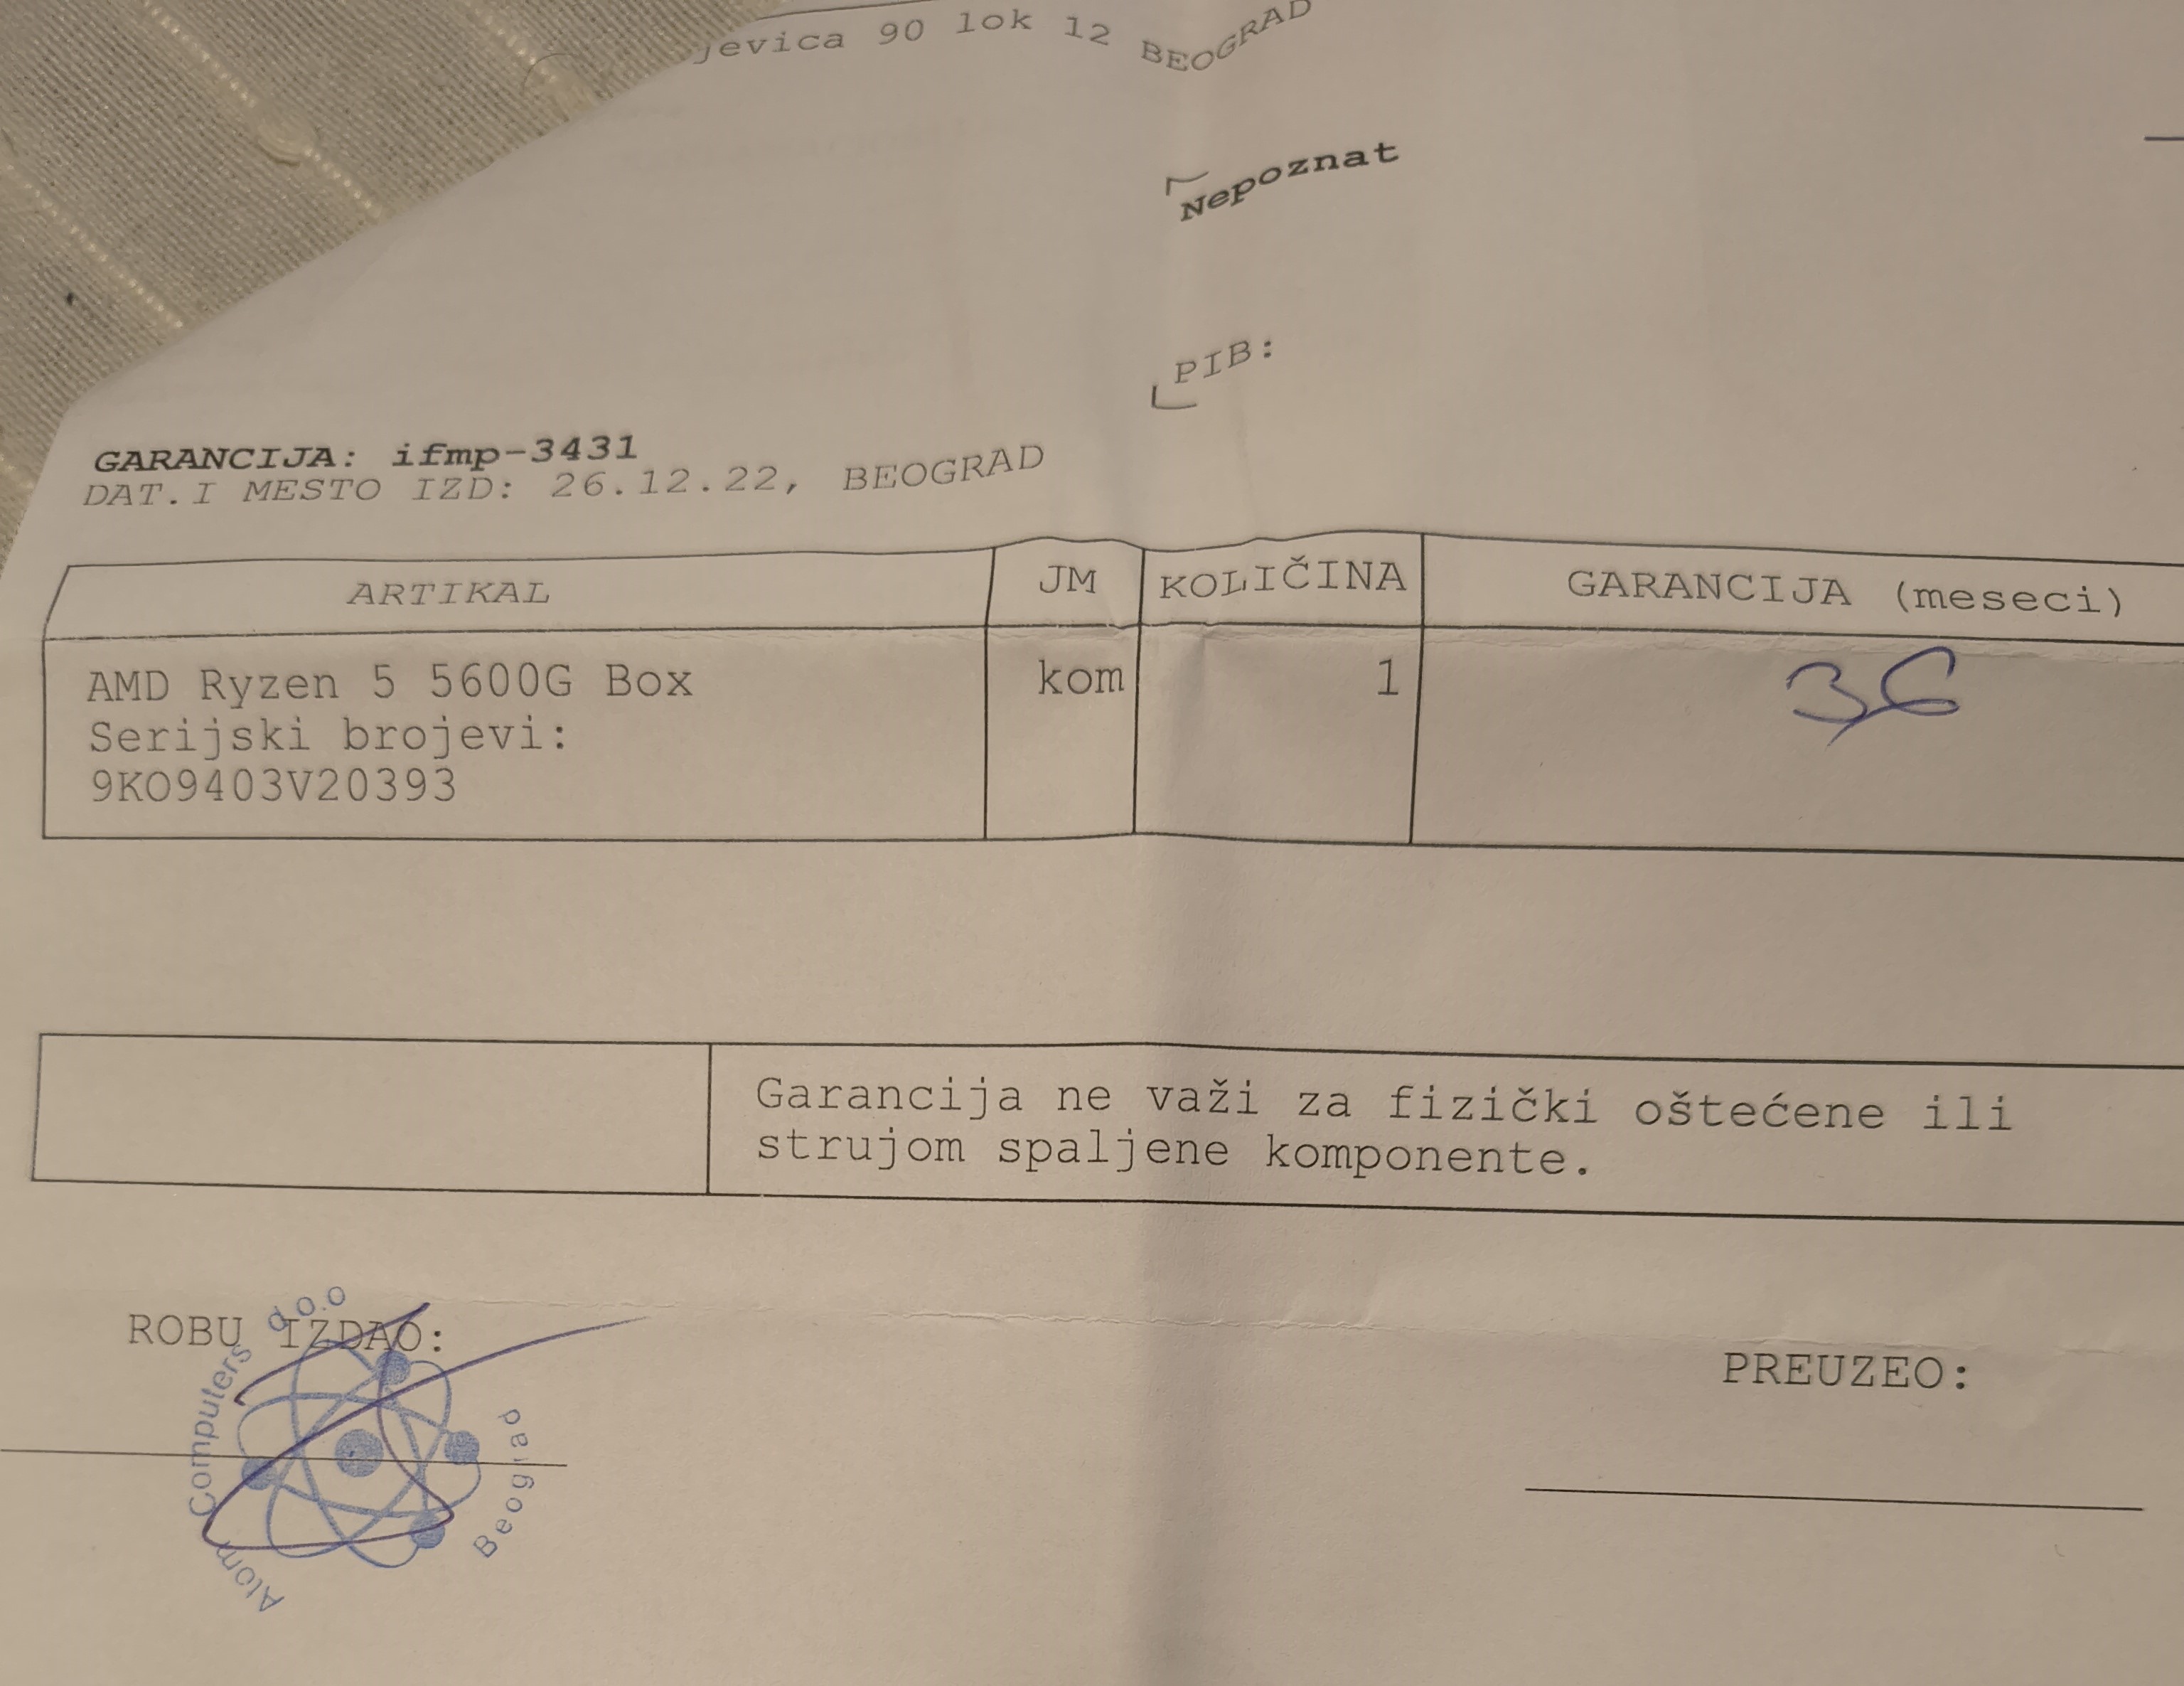 jevica 90 lok 12 BEOGRAD
Nepoznat
PIB:
GARANCIJA: ifmp-3431
DAT.I MESTO IZD: 26.12.22, BEOGRAD
ARTIKAL JM KOLIČINA GARANCIJA (meseci)
AMD Ryzen 5 5600G Box kom 1 36
Serijski brojevi:
9KO9403V20393
Garancija ne važi za fizički oštećene ili
strujom spaljene komponente.
ROBU IZDAO:
PREUZEO:
Atom Computers d.o.o
Beograd